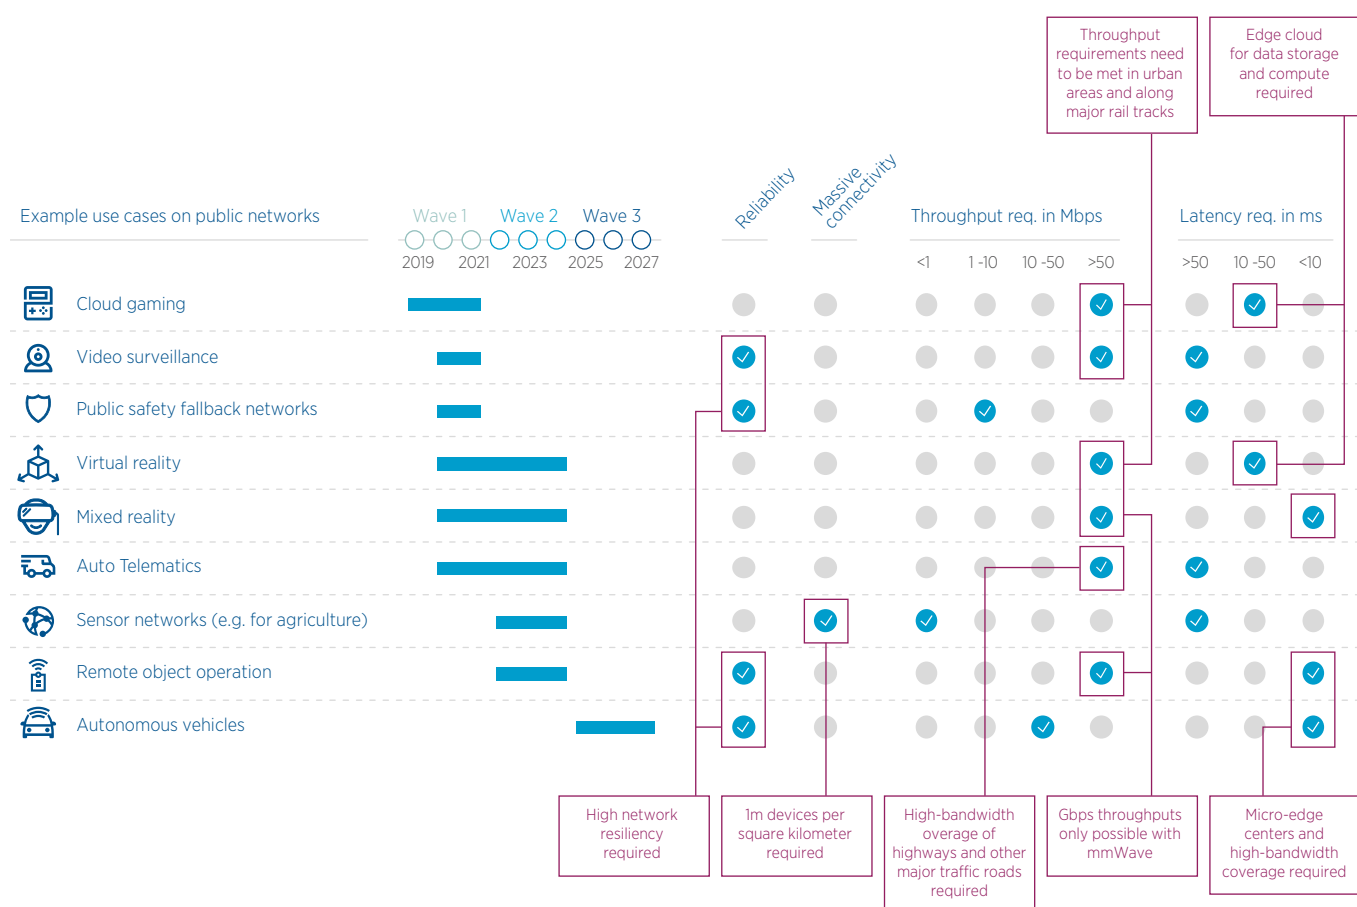 Throughput
requirements need
to be met in urban
areas and along
major rail tracks
Edge cloud
for data storage
and compute
required
Example use cases on public networks
Wave 1
Wave 2
Wave 3
Reliability
Massive
connectivity
Throughput req. in Mbps
Latency req. in ms
2019
2021
2023
2025
2027
<1
1 -10
10 -50
>50
>50
10 -50
<10
Cloud gaming
Video surveillance
Public safety fallback networks
Virtual reality
Mixed reality
Auto Telematics
Sensor networks (e.g. for agriculture)
Remote object operation
Autonomous vehicles
High network
resiliency
required
1m devices per
square kilometer
required
High-bandwidth
overage of
highways and other
major traffic roads
required
Gbps throughputs
only possible with
mmWave
Micro-edge
centers and
high-bandwidth
coverage required